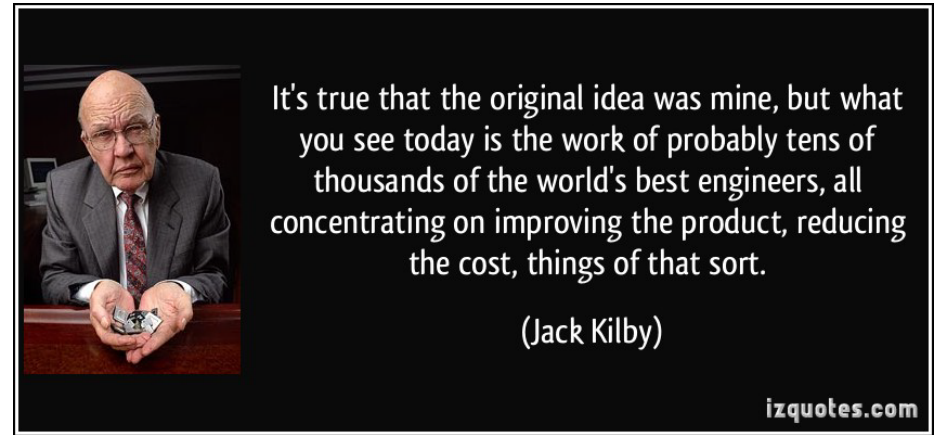 It's true that the original idea was mine, but what
you see today is the work of probably tens of
thousands of the world's best engineers, all
concentrating on improving the product, reducing
the cost, things of that sort.
(Jack Kilby)
izquotes.com